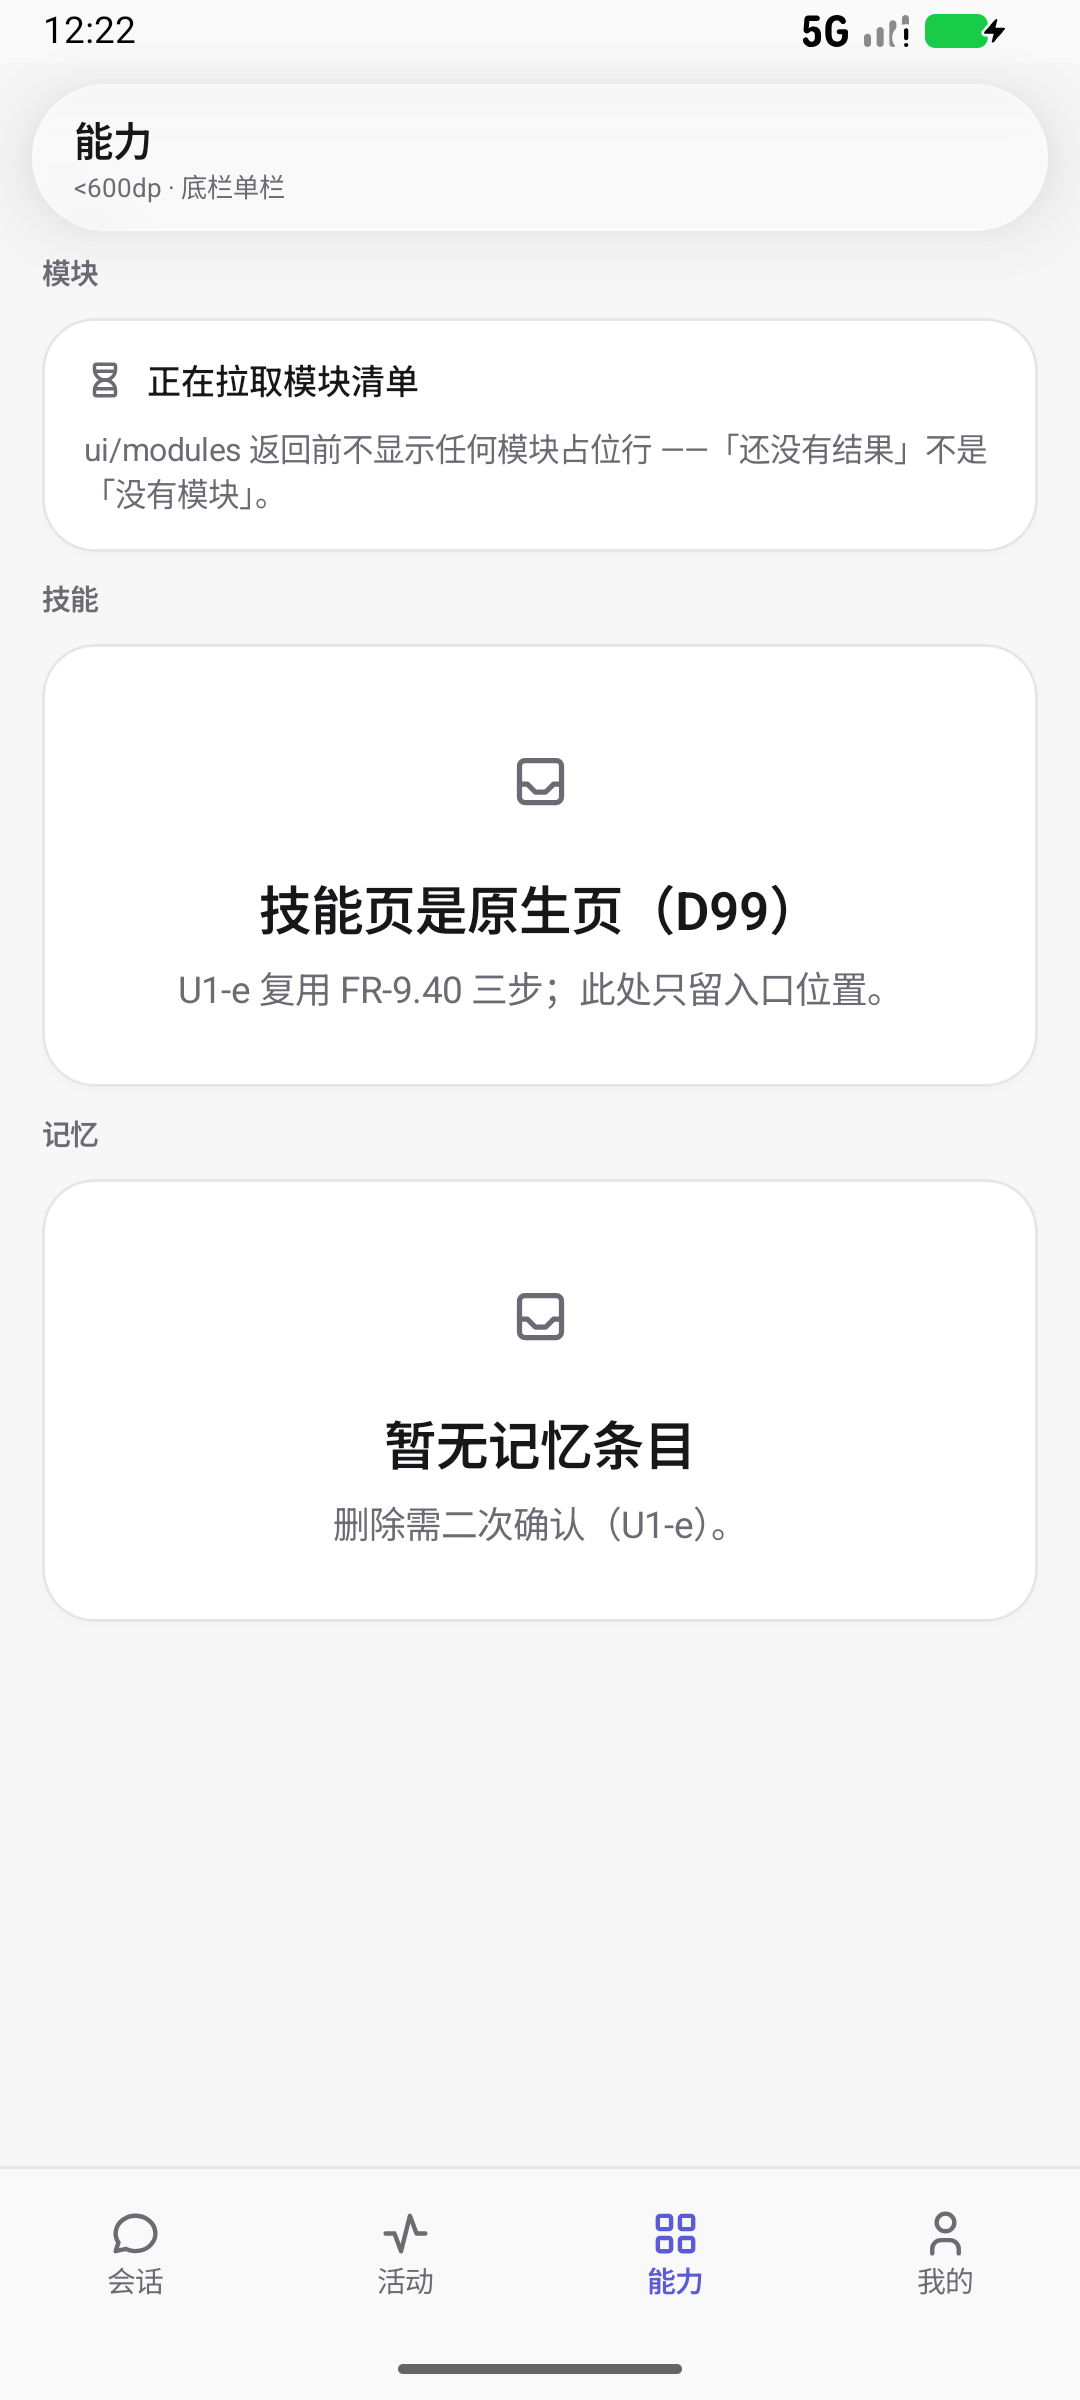 12:22
5G
能力
<600dp · 底栏单栏
模块
正在拉取模块清单
ui/modules 返回前不显示任何模块占位行 ——「还没有结果」不是
「没有模块」。
技能
技能页是原生页（D99）
U1-e 复用 FR-9.40 三步；此处只留入口位置。
记忆
暂无记忆条目
删除需二次确认（U1-e）。
会话
活动
能力
我的